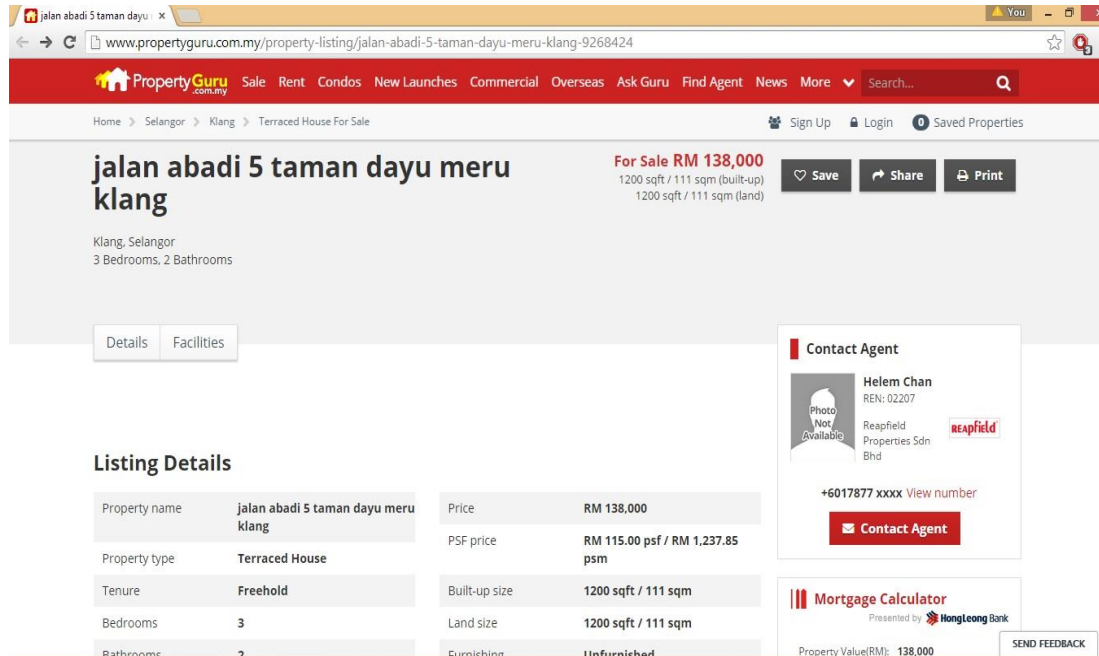 jalan abadi 5 taman dayu
You
www.propertyguru.com.my/property-listing/jalan-abadi-5-taman-dayu-meru-klang-9268424
PropertyGuru .com.my Sale Rent Condos New Launches Commercial Overseas Ask Guru Find Agent News More Search...
Home > Selangor > Klang > Terraced House For Sale
Sign Up Login 0 Saved Properties
jalan abadi 5 taman dayu meru
klang
Klang, Selangor
3 Bedrooms, 2 Bathrooms
For Sale RM 138,000
1200 sqft / 111 sqm (built-up)
1200 sqft / 111 sqm (land)
Save Share Print
Details Facilities
Contact Agent
Photo
Not
Available
Helem Chan
REN: 02207
Reapfield
Properties Sdn
Bhd
REAPfield
+6017877 xxxx View number
Contact Agent
Listing Details
Property name jalan abadi 5 taman dayu meru
klang
Property type Terraced House
Tenure Freehold
Bedrooms 3
Bathrooms 2
Price RM 138,000
PSF price RM 115.00 psf / RM 1,237.85
psm
Built-up size 1200 sqft / 111 sqm
Land size 1200 sqft / 111 sqm
Furnishing Unfurnished
Mortgage Calculator
Presented by HongLeong Bank
Property Value(RM): 138,000
SEND FEEDBACK